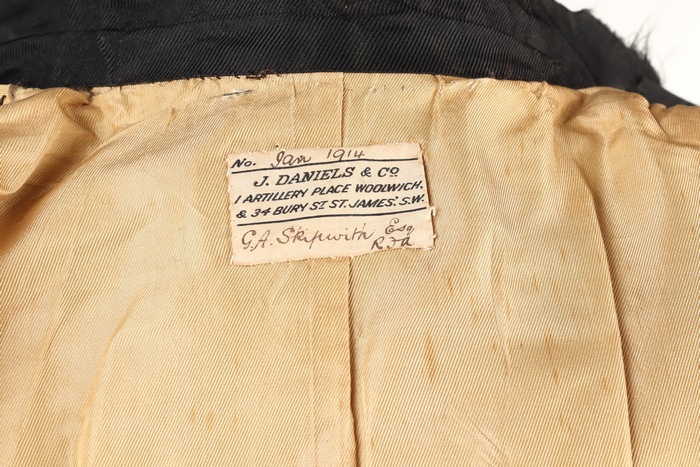 No. Jan 1914
J. DANIELS & Co
1 ARTILLERY PLACE WOOLWICH.
& 34 BURY ST ST. JAMES.' S.W.
G.A. Skipwith Esq
R F A